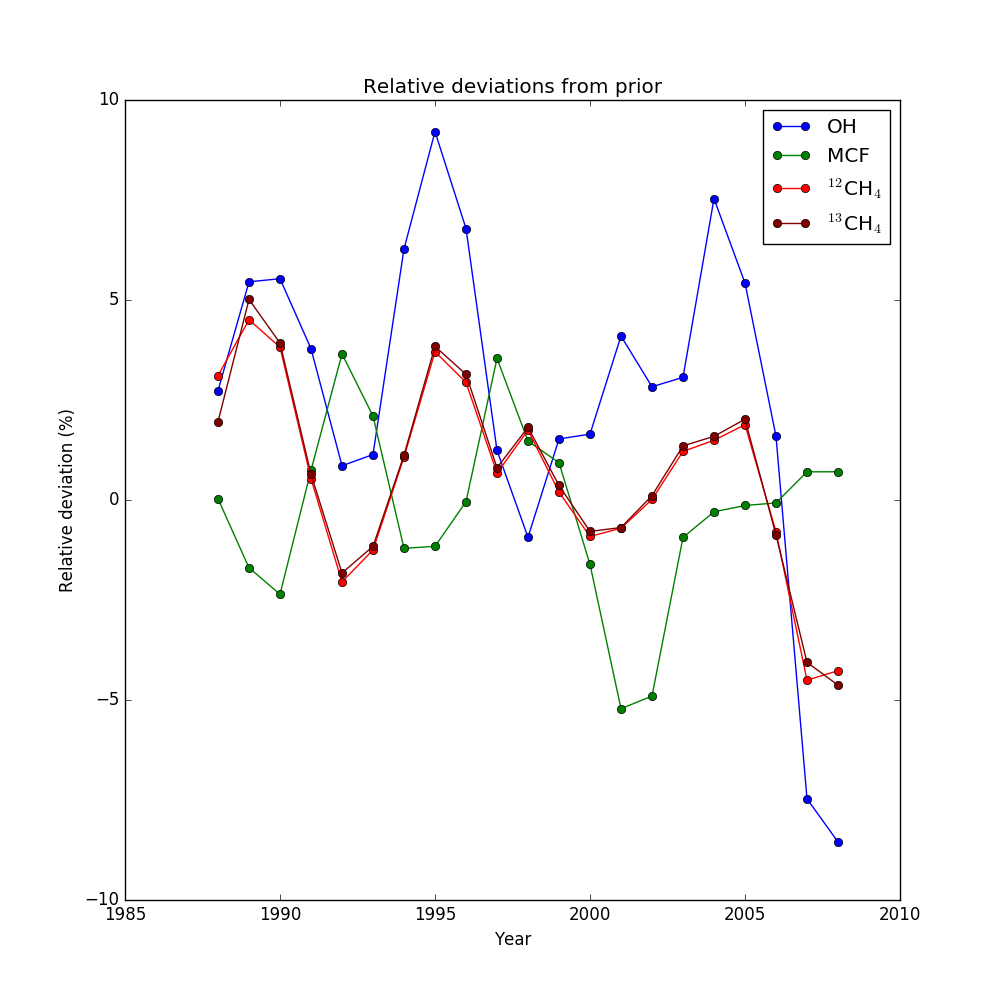 Relative deviations from prior
10
5
0
−5
−10
Relative deviation (%)
1985 1990 1995 2000 2005 2010
Year
OH
MCF
¹²CH₄
¹³CH₄